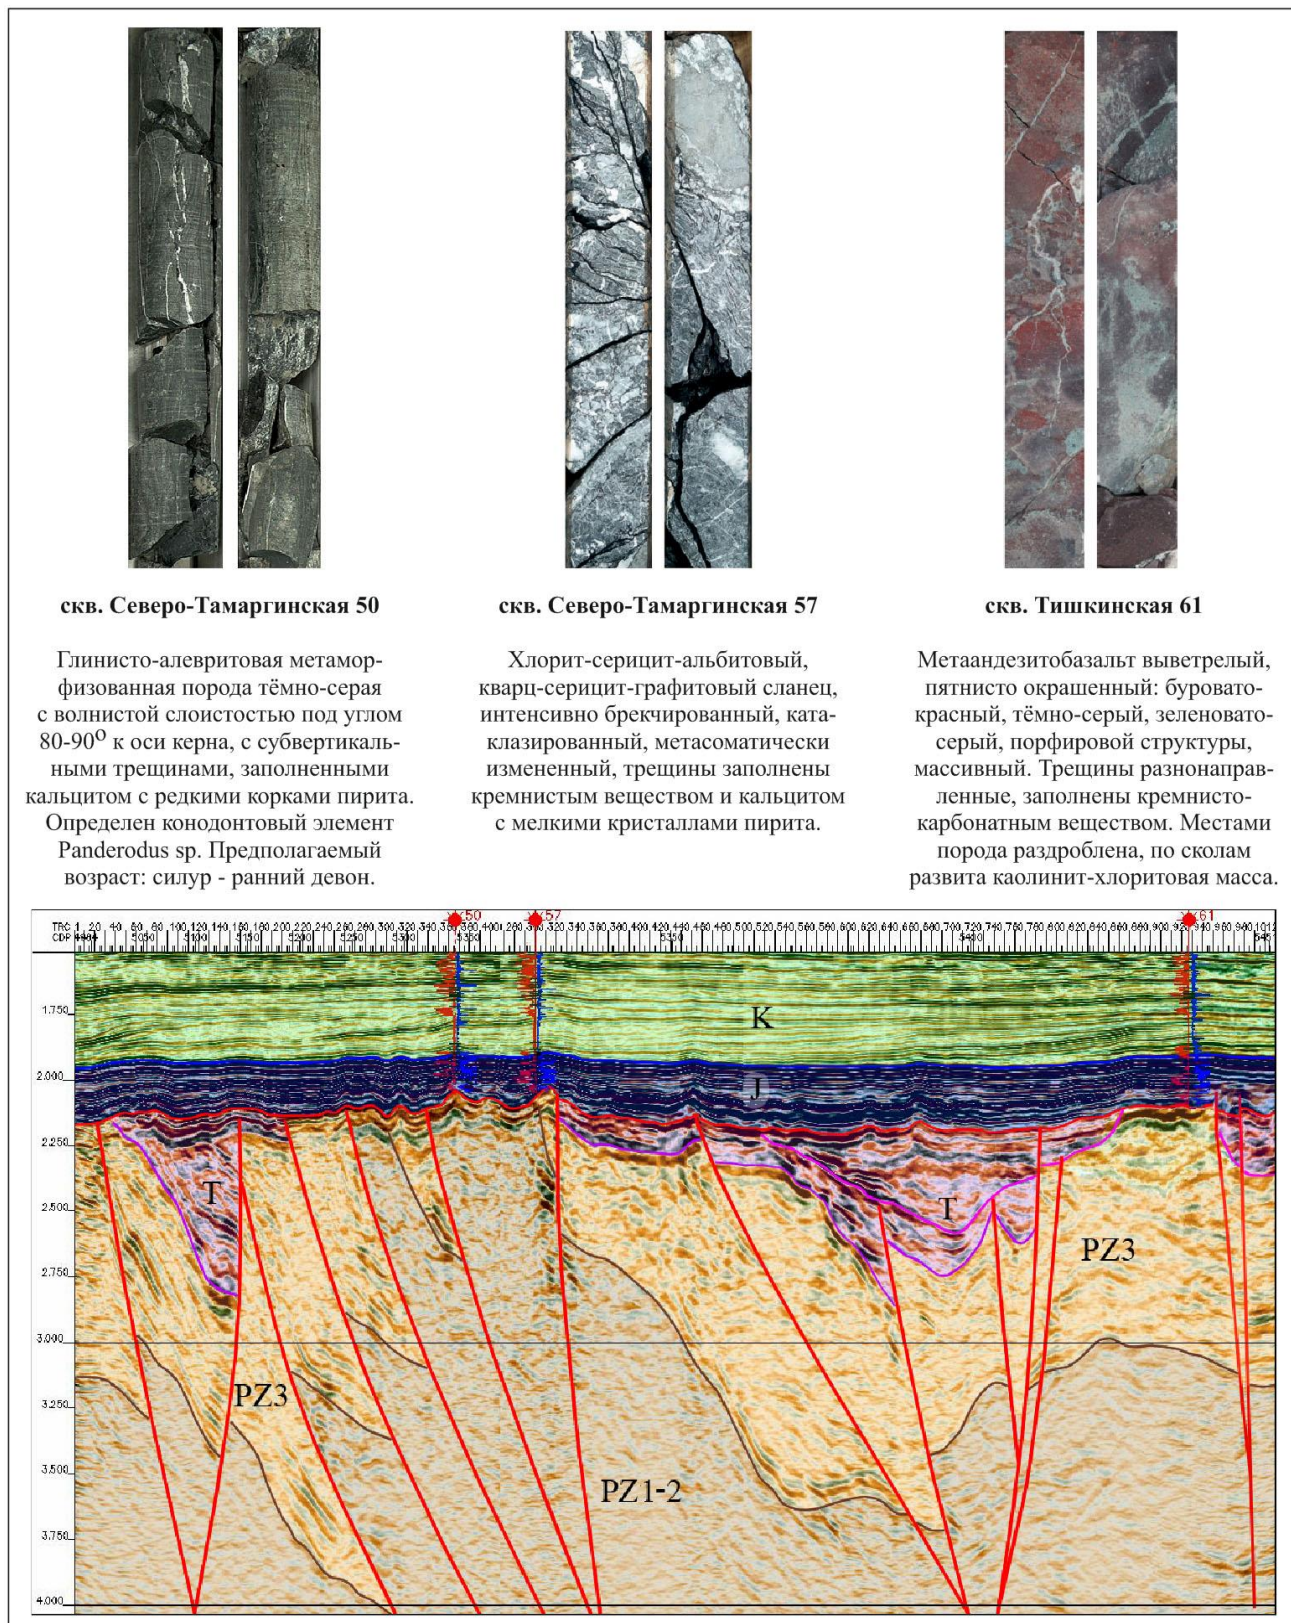 скв. Северо-Тамаргинская 50
Глинисто-алевритовая метамор-
физованная порода тёмно-серая
с волнистой слоистостью под углом
80-90⁰ к оси керна, с субвертикаль-
ными трещинами, заполненными
кальцитом с редкими корками пирита.
Определен конодонтовый элемент
Panderodus sp. Предполагаемый
возраст: силур - ранний девон.
скв. Северо-Тамаргинская 57
Хлорит-серицит-альбитовый,
кварц-серицит-графитовый сланец,
интенсивно брекчированный, ката-
клазированный, метасоматически
измененный, трещины заполнены
кремнистым веществом и кальцитом
с мелкими кристаллами пирита.
скв. Тишкинская 61
Метаандезитобазальт выветрелый,
пятнисто окрашенный: буровато-
красный, тёмно-серый, зеленовато-
серый, порфировой структуры,
массивный. Трещины разнонаправ-
ленные, заполнены кремнисто-
карбонатным веществом. Местами
порода раздроблена, по сколам
развита каолинит-хлоритовая масса.
50
57
61
TRC
CDP
1.750
K
2.000
J
2.250
T
T
2.500
PZ3
2.750
3.000
PZ3
3.250
3.500
PZ1-2
3.750
4.000